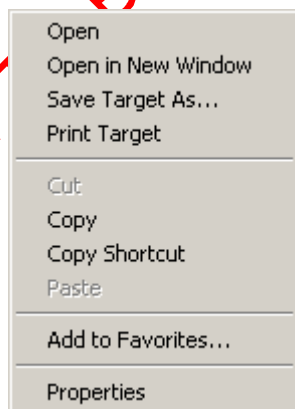 Open
Open in New Window
Save Target As...
Print Target
Cut
Copy
Copy Shortcut
Paste
Add to Favorites...
Properties